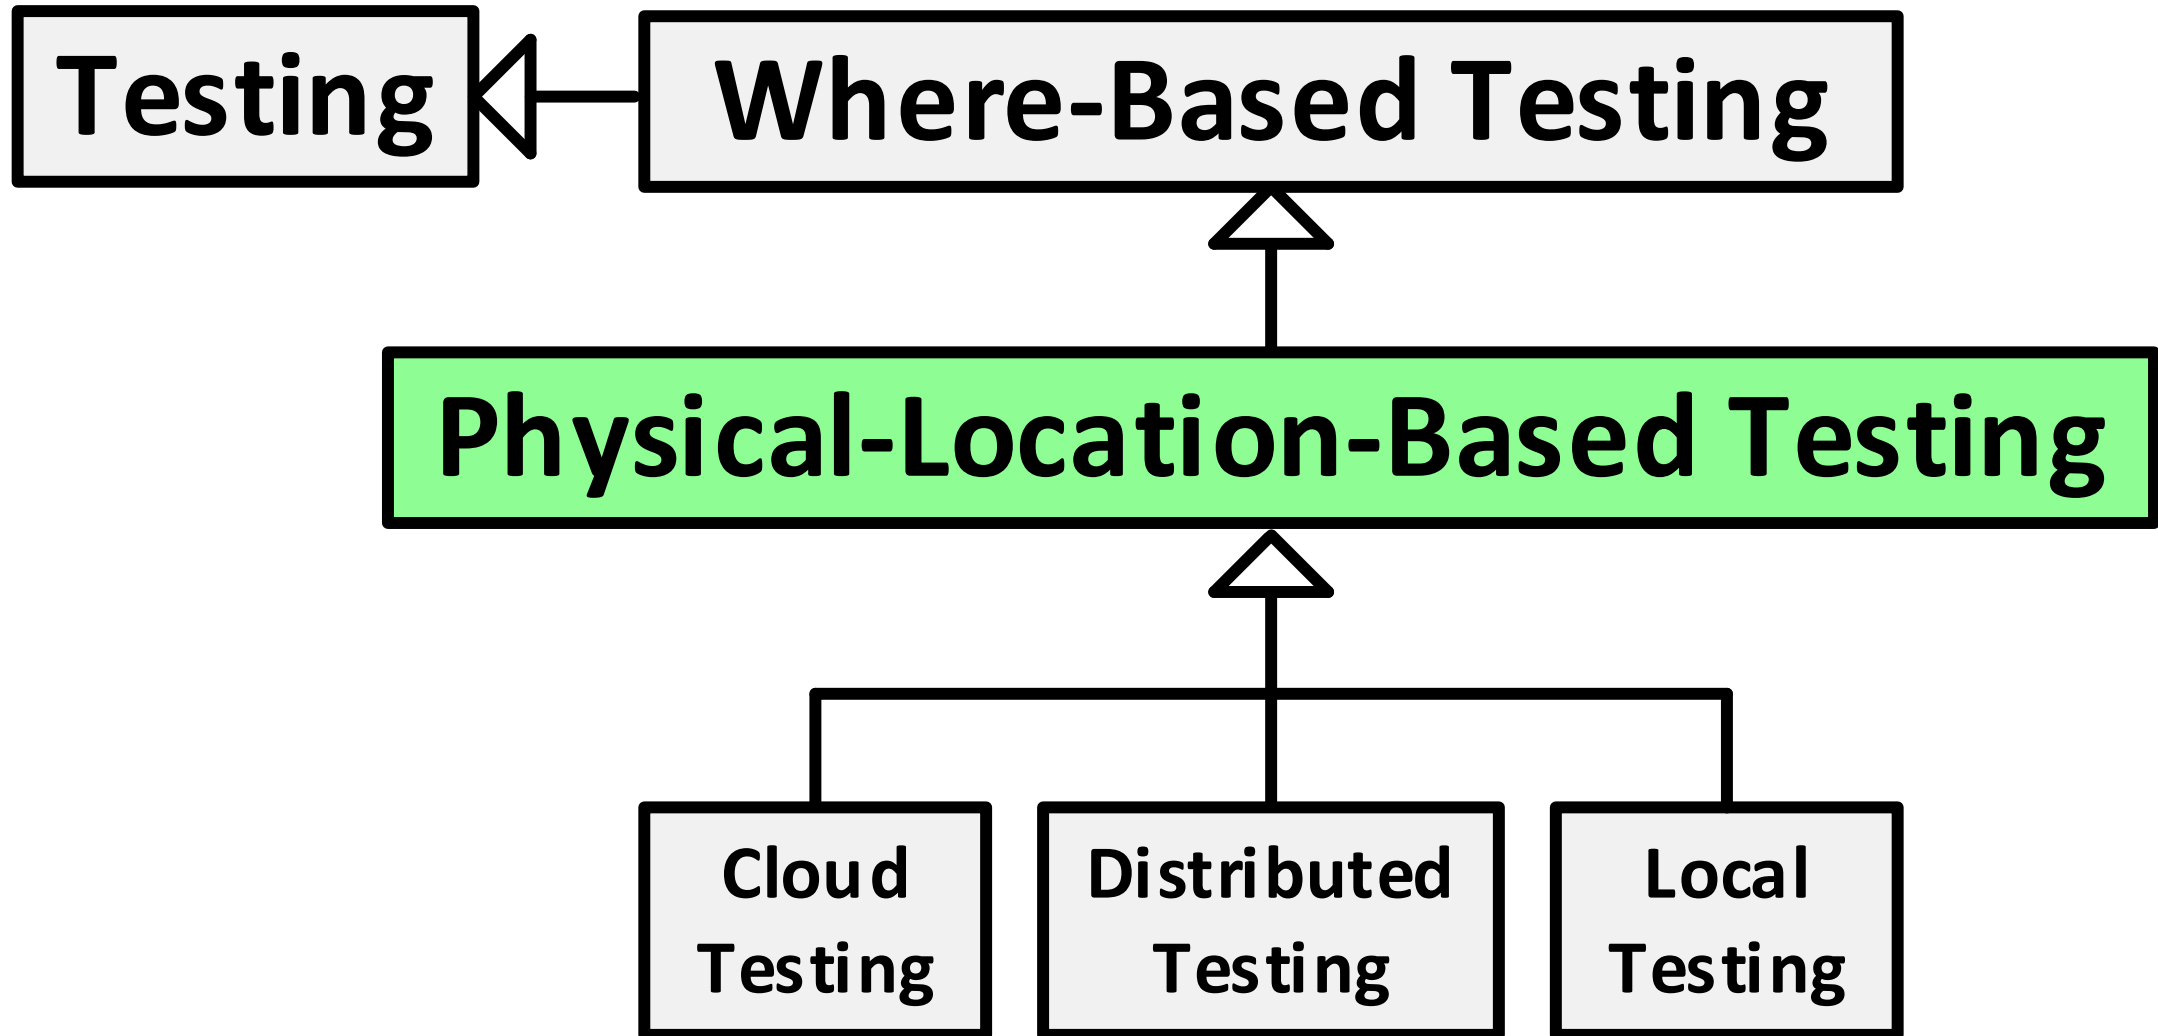 Testing
Where-Based Testing
Physical-Location-Based Testing
Cloud
Testing
Distributed
Testing
Local
Testing